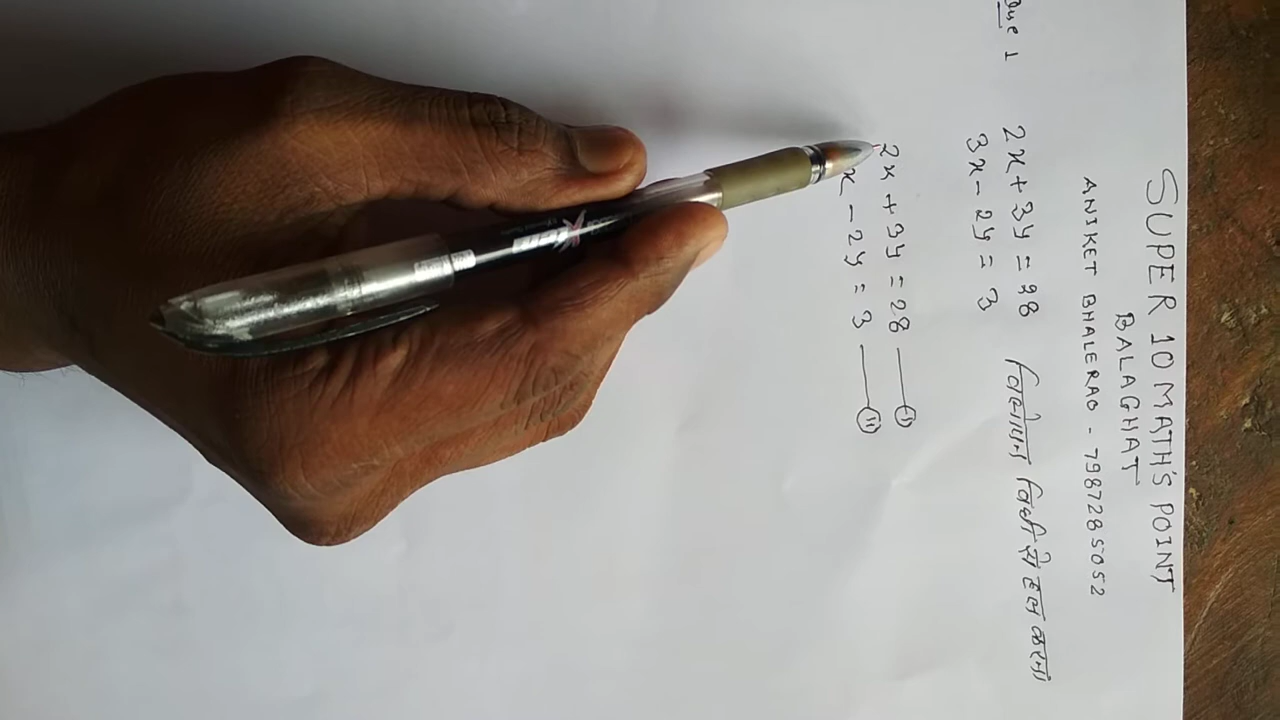 SUPER 10 MATH'S POINT
BALAGHAT
ANIKET BHALERAO - 7987285052
Que 1 2x + 3y = 28 विलोपन विधी से हल करना
3x - 2y = 3
2x + 3y = 28 —— (i)
x - 2y = 3 —— (ii)